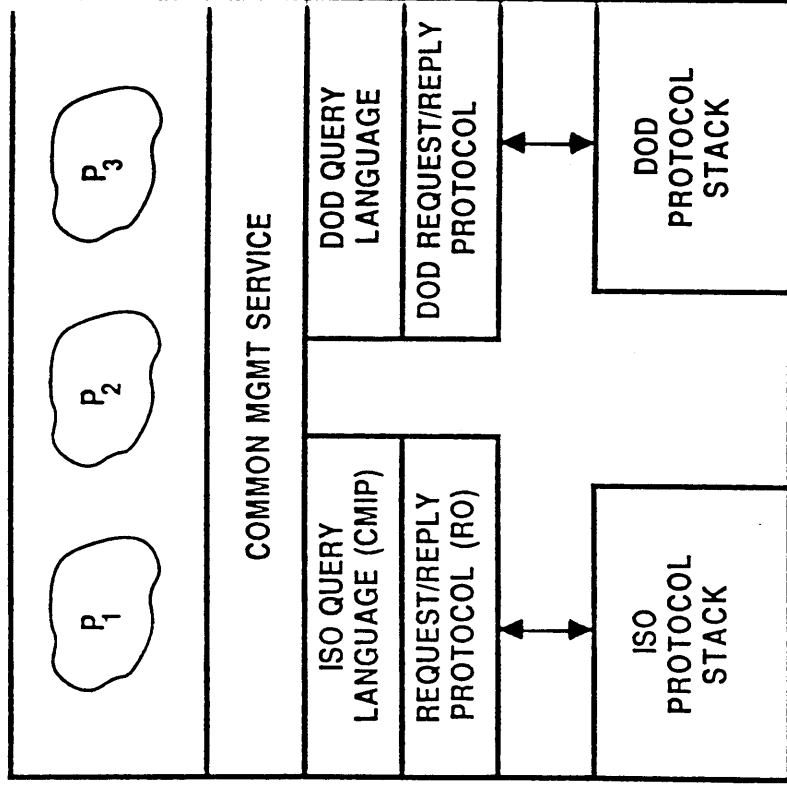 P1
P2
P3
COMMON MGMT SERVICE
ISO QUERY
LANGUAGE (CMIP)
REQUEST/REPLY
PROTOCOL (RO)
DOD QUERY
LANGUAGE
DOD REQUEST/REPLY
PROTOCOL
ISO
PROTOCOL
STACK
DOD
PROTOCOL
STACK